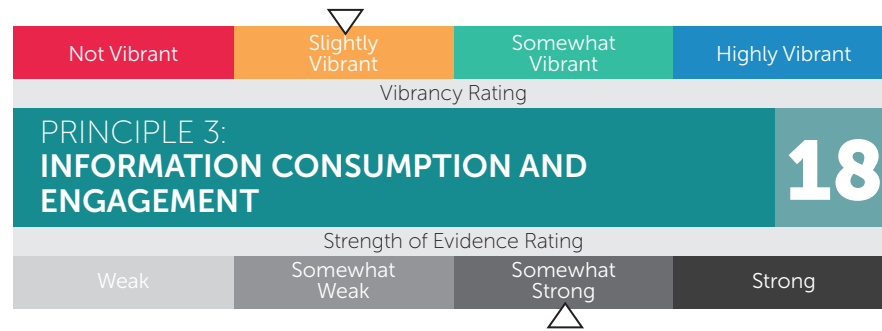 Not Vibrant
Slightly
Vibrant
Somewhat
Vibrant
Highly Vibrant
Vibrancy Rating
PRINCIPLE 3:
INFORMATION CONSUMPTION AND
ENGAGEMENT
18
Strength of Evidence Rating
Weak
Somewhat
Weak
Somewhat
Strong
Strong